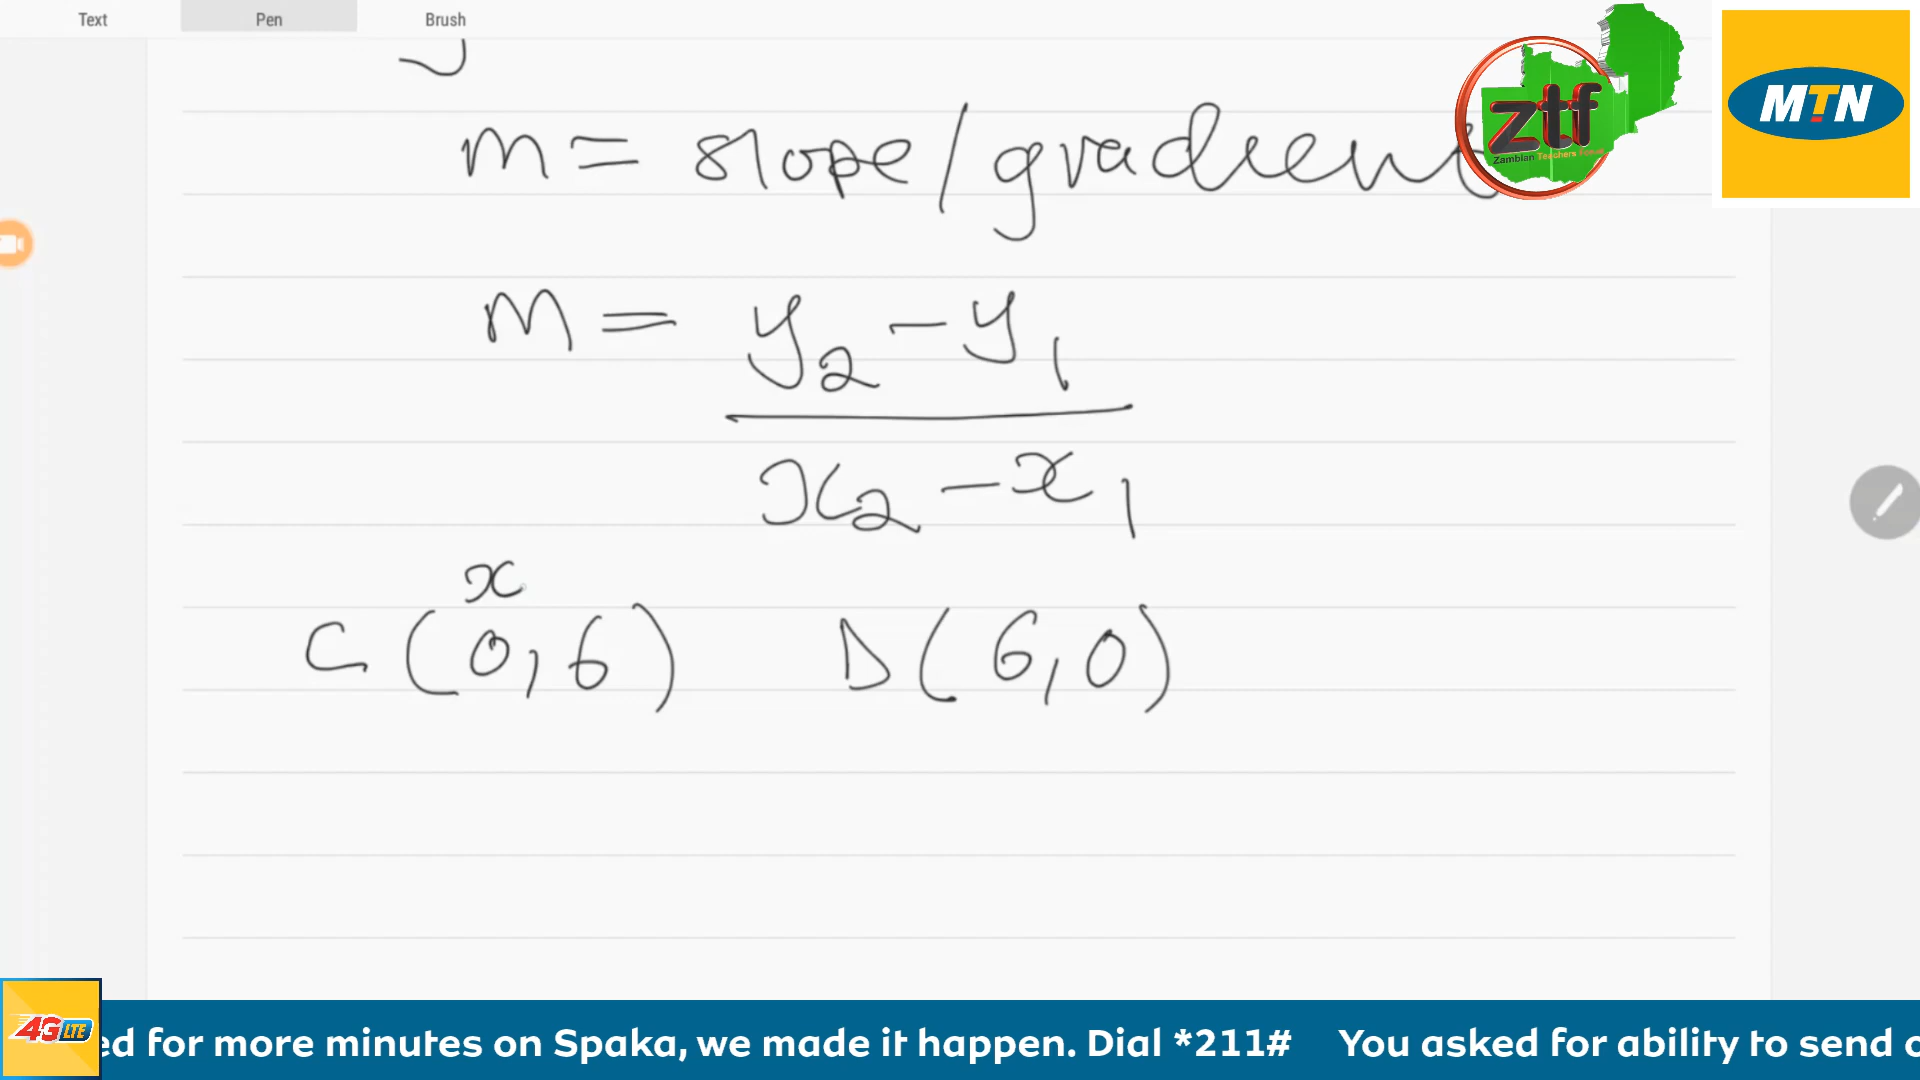 Text Pen Brush
y
m = slope/gradient
ztf
Zambian Teachers Force
MTN
m = y₂ - y₁
x₂ - x₁
x
C (0, 6) D (6, 0)
4G LTE
ed for more minutes on Spaka, we made it happen. Dial *211# You asked for ability to send